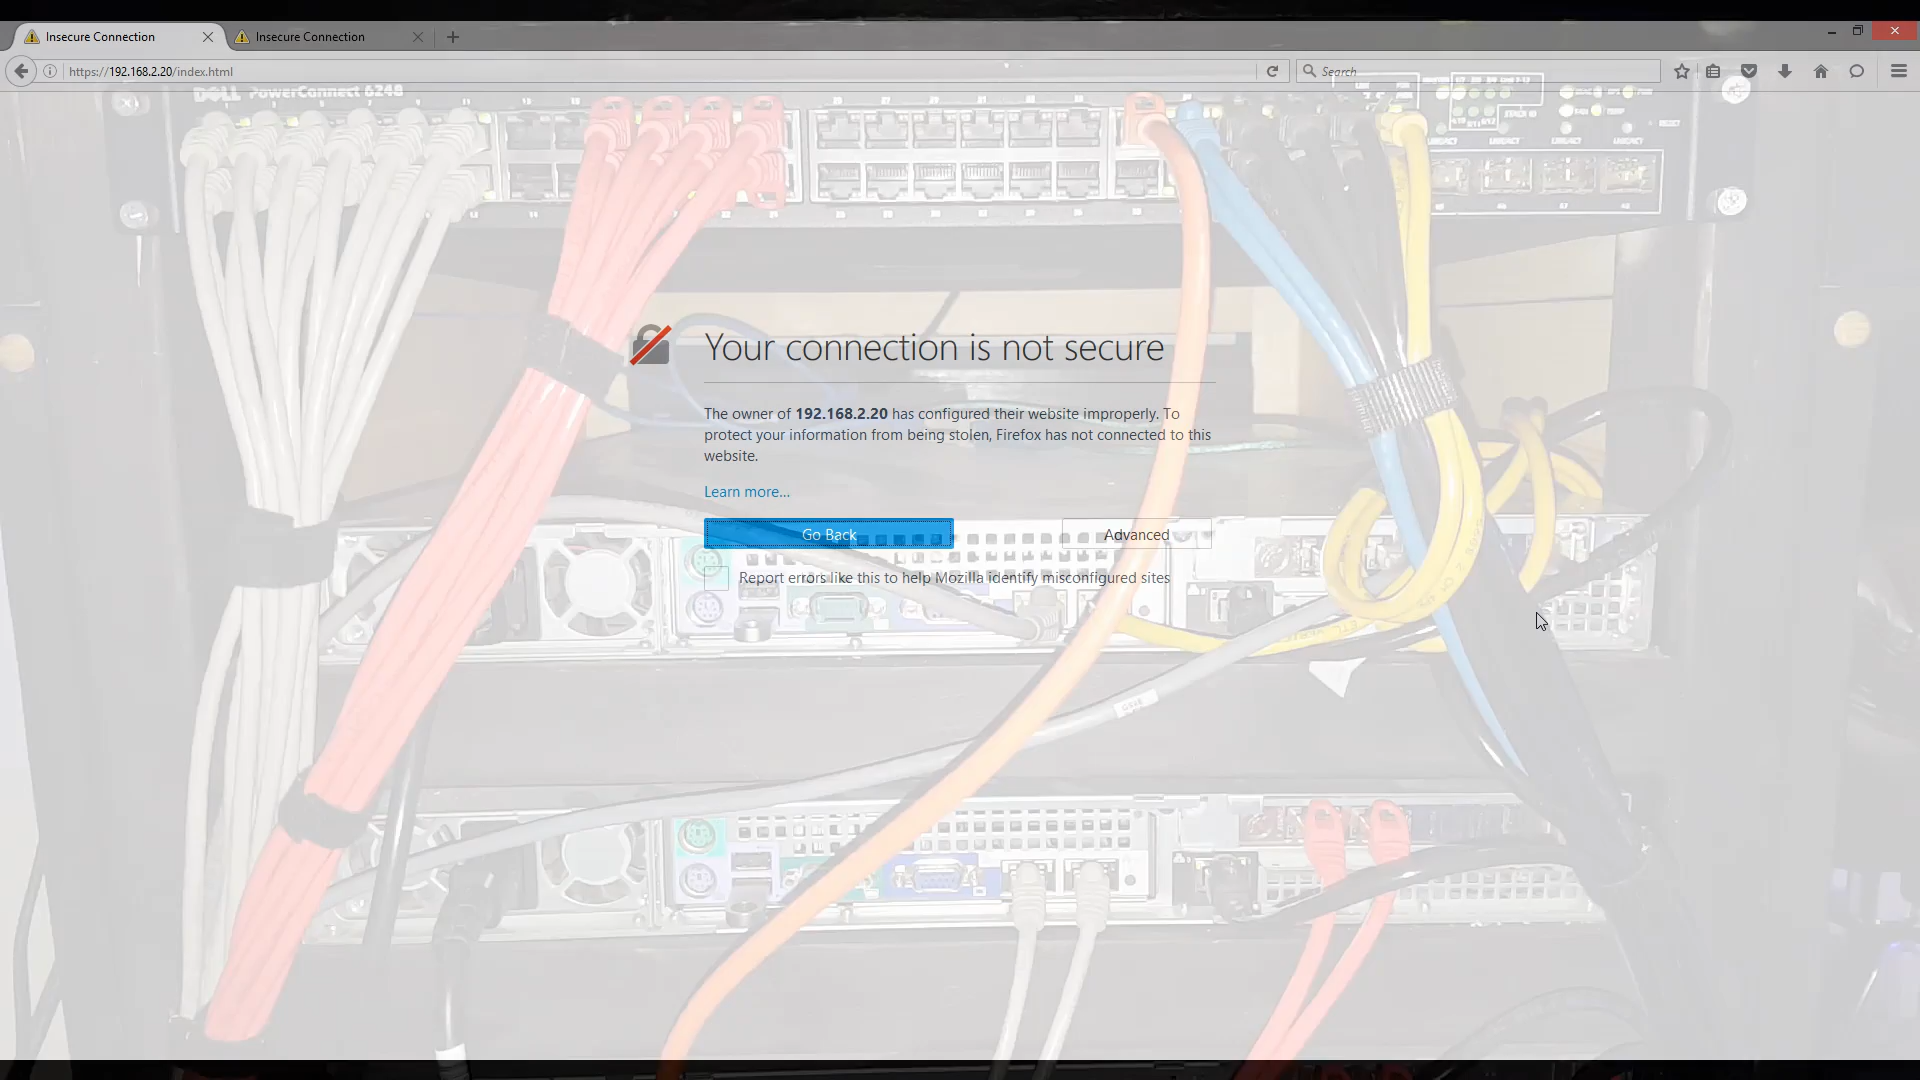 Insecure Connection
Insecure Connection
https://192.168.2.20/index.html
Search
DELL PowerConnect 6248
Your connection is not secure
The owner of 192.168.2.20 has configured their website improperly. To
protect your information from being stolen, Firefox has not connected to this
website.
Learn more...
Go Back
Advanced
Report errors like this to help Mozilla identify misconfigured sites